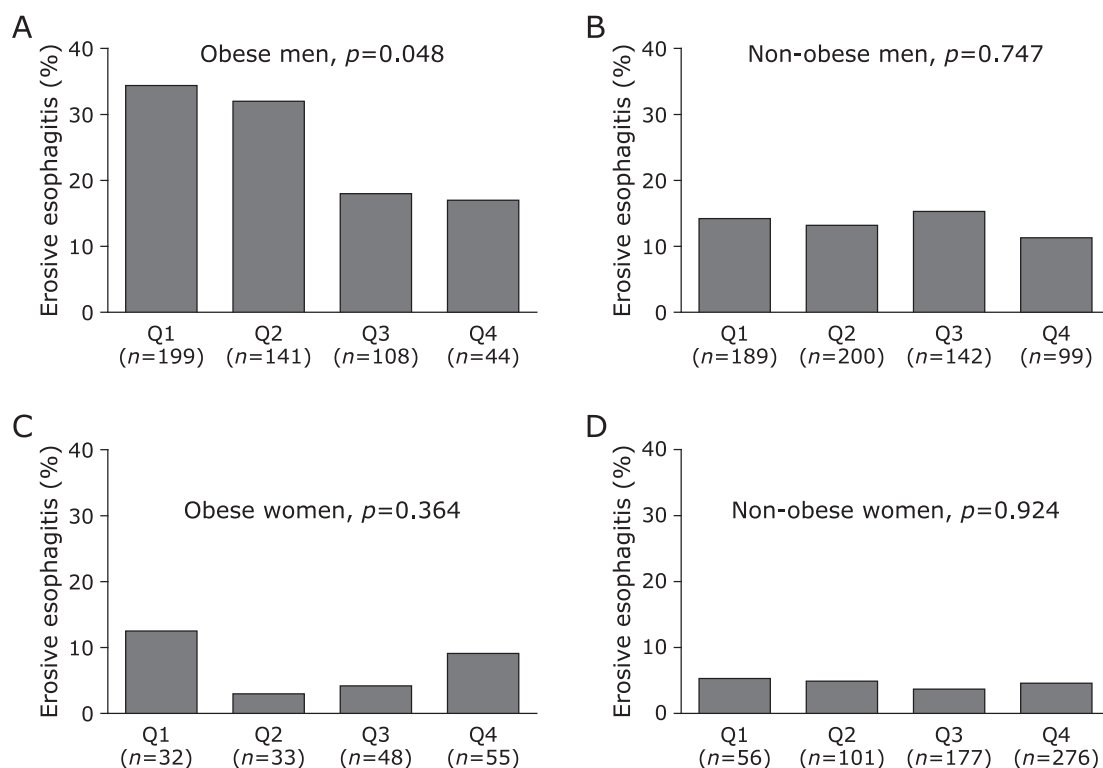 A
Obese men, p=0.048
Erosive esophagitis (%)
40
30
20
10
0
Q1 Q2 Q3 Q4
(n=199) (n=141) (n=108) (n=44)
B
Non-obese men, p=0.747
Erosive esophagitis (%)
40
30
20
10
0
Q1 Q2 Q3 Q4
(n=189) (n=200) (n=142) (n=99)
C
Obese women, p=0.364
Erosive esophagitis (%)
40
30
20
10
0
Q1 Q2 Q3 Q4
(n=32) (n=33) (n=48) (n=55)
D
Non-obese women, p=0.924
Erosive esophagitis (%)
40
30
20
10
0
Q1 Q2 Q3 Q4
(n=56) (n=101) (n=177) (n=276)